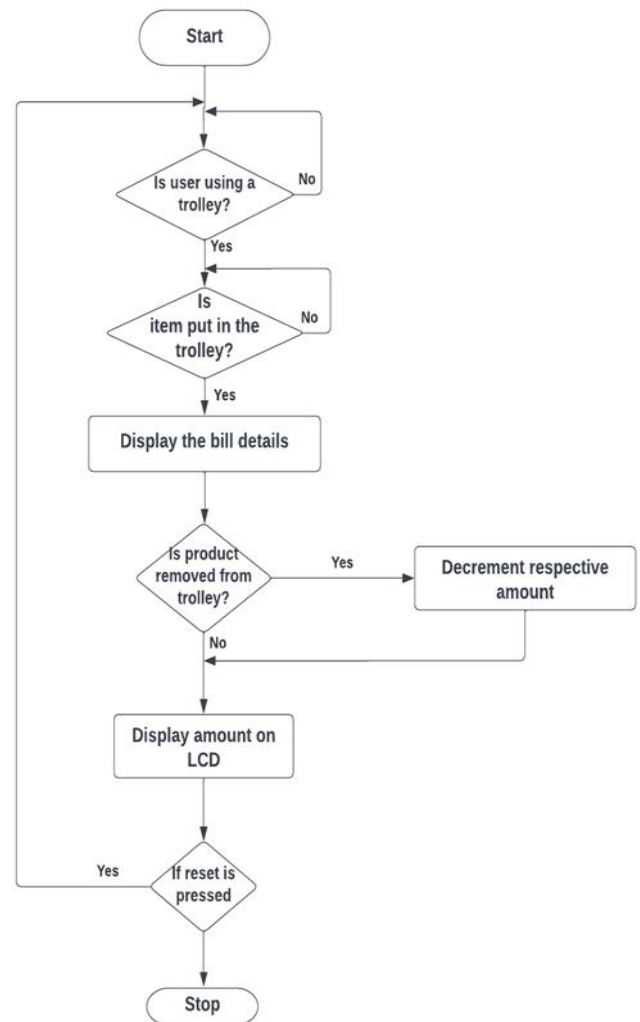 Start
Is user using a
trolley?
No
Yes
Is
item put in the
trolley?
No
Yes
Display the bill details
Is product
removed from
trolley?
Yes
Decrement respective
amount
No
Display amount on
LCD
If reset is
pressed
Yes
Stop